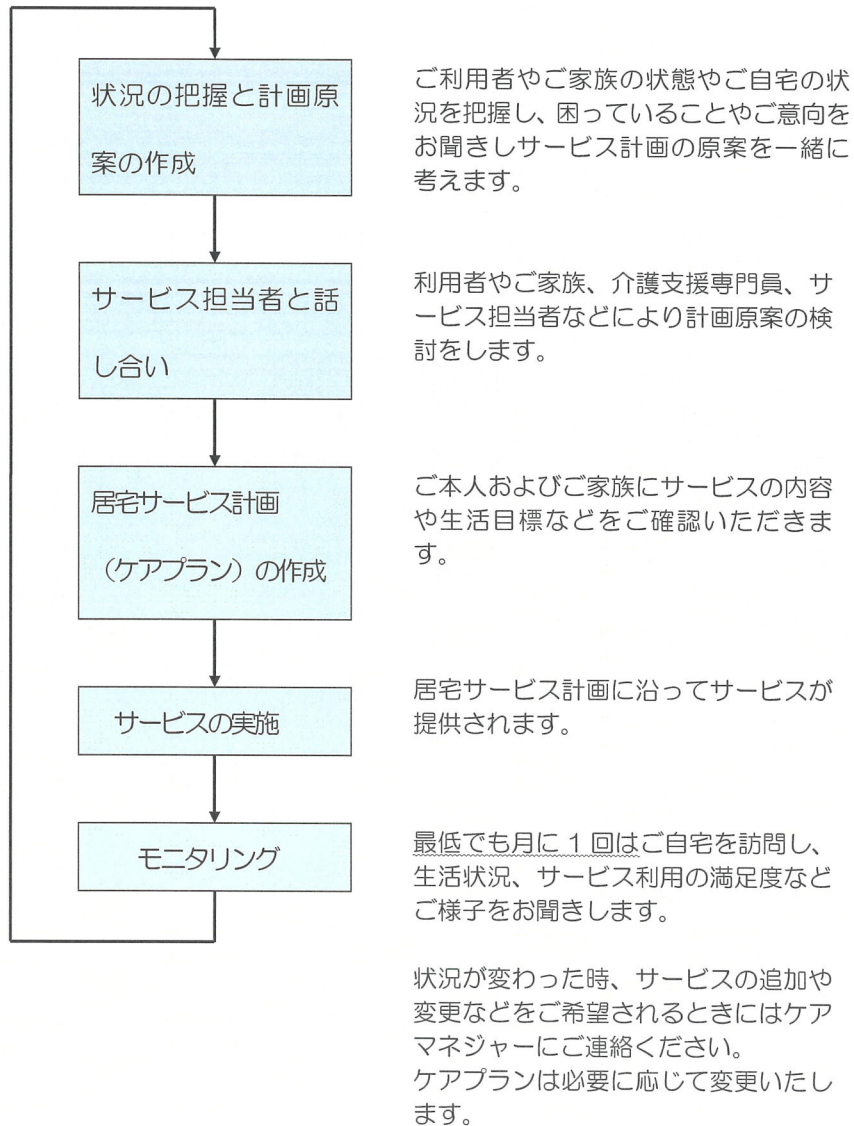 状況の把握と計画原
案の作成
ご利用者やご家族の状態やご自宅の状
況を把握し、困っていることやご意向を
お聞きしサービス計画の原案を一緒に
考えます。
サービス担当者と話
し合い
利用者やご家族、介護支援専門員、サ
ービス担当者などにより計画原案の検
討をします。
居宅サービス計画
（ケアプラン）の作成
ご本人およびご家族にサービスの内容
や生活目標などをご確認いただきま
す。
サービスの実施
居宅サービス計画に沿ってサービスが
提供されます。
モニタリング
最低でも月に 1 回はご自宅を訪問し、
生活状況、サービス利用の満足度など
ご様子をお聞きします。
状況が変わった時、サービスの追加や
変更などをご希望されるときにはケア
マネジャーにご連絡ください。
ケアプランは必要に応じて変更いたし
ます。